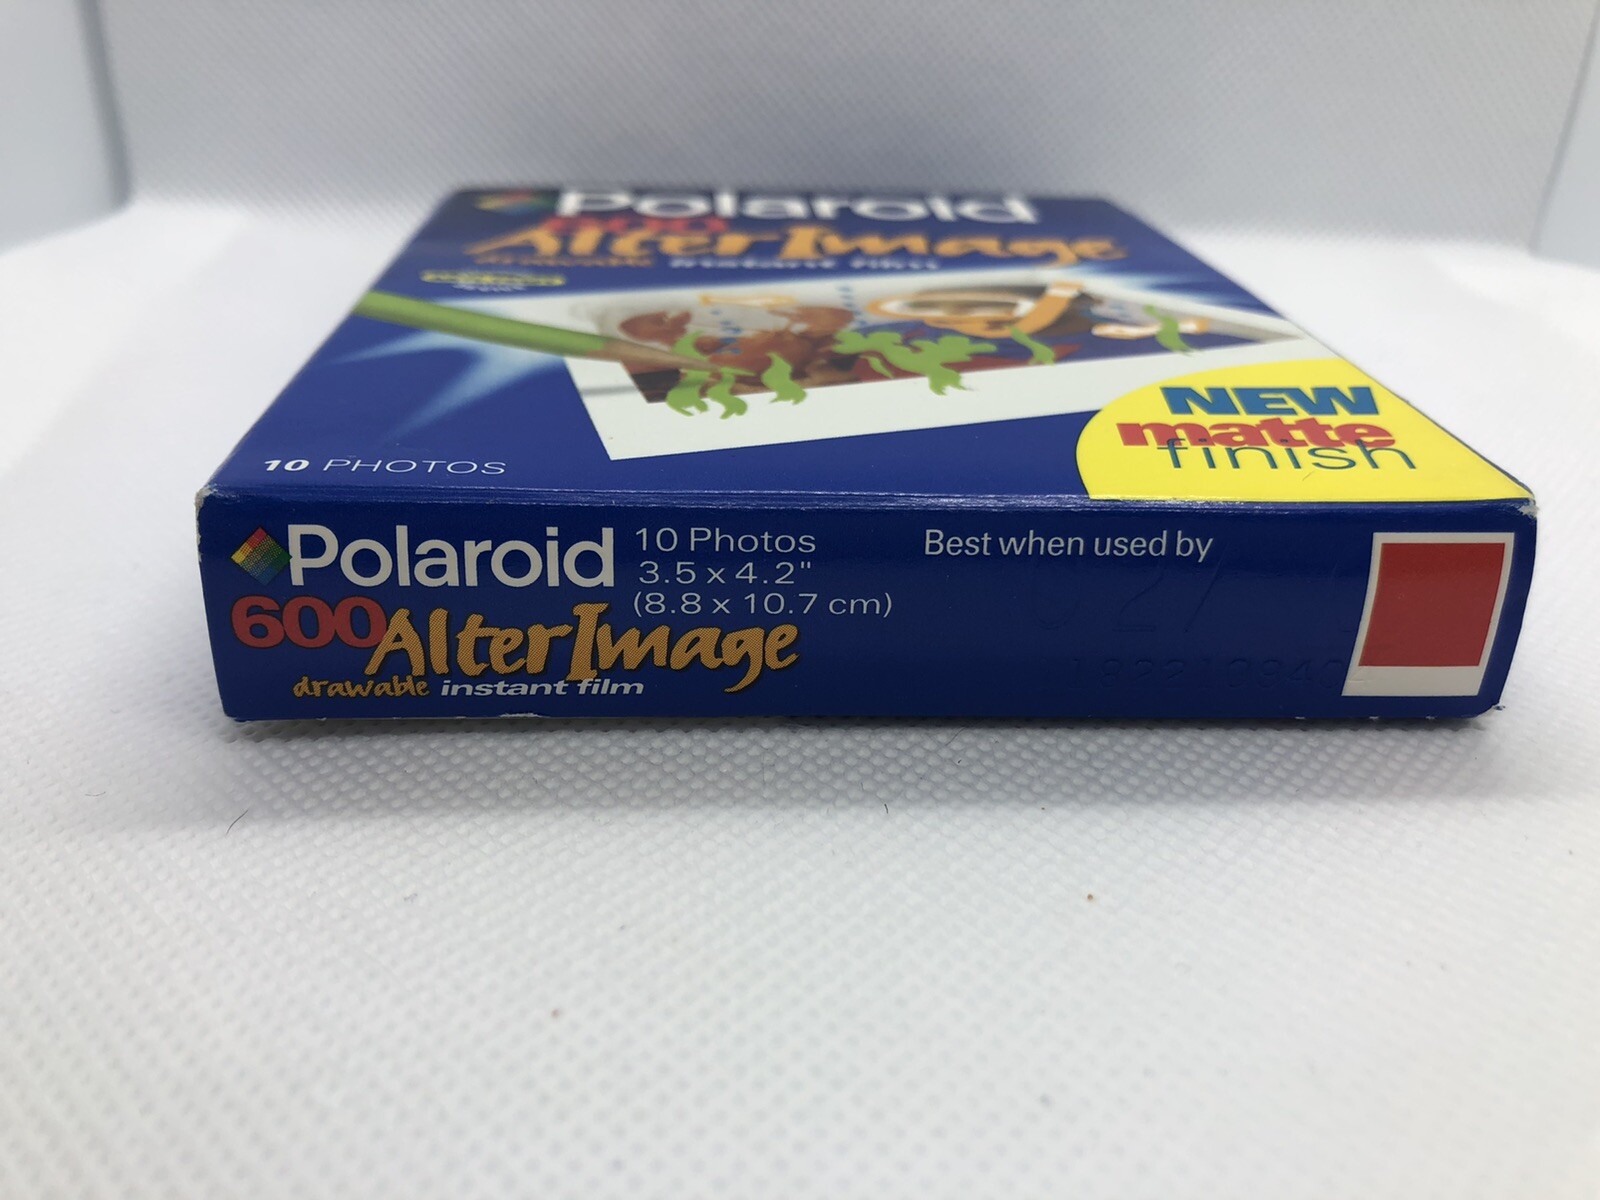 Polaroid
600
AlterImage
drawable instant film
10 PHOTOS
NEW
matte
finish
Polaroid
600 AlterImage
drawable instant film
10 Photos
3.5 x 4.2"
(8.8 x 10.7 cm)
Best when used by